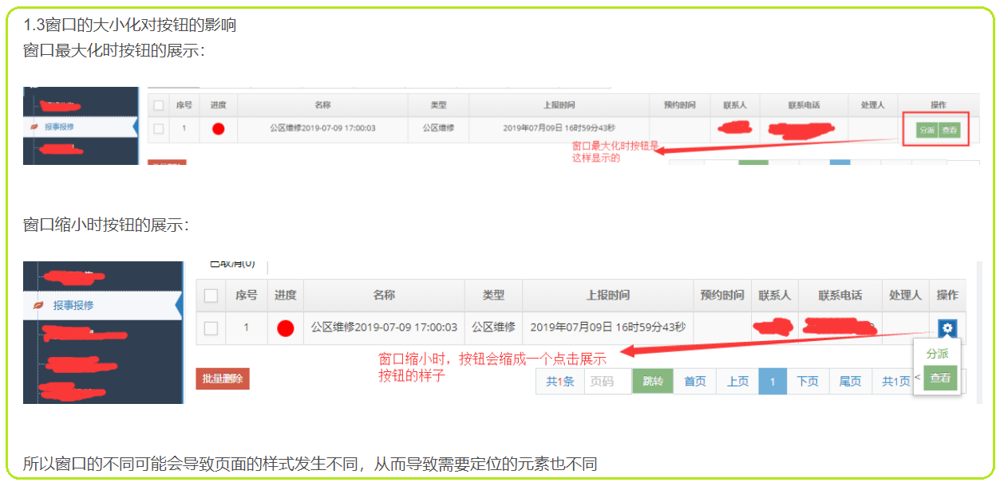 1.3窗口的大小化对按钮的影响
窗口最大化时按钮的展示：
序号 进度 名称 类型 上报时间 预约时间 联系人 联系电话 处理人 操作
报事报修
1 公区维修2019-07-09 17:00:03 公区维修 2019年07月09日 16时59分43秒 分派 查看
窗口最大化时按钮是
这样显示的
窗口缩小时按钮的展示：
已取消(0)
序号 进度 名称 类型 上报时间 预约时间 联系人 联系电话 处理人 操作
报事报修
1 公区维修2019-07-09 17:00:03 公区维修 2019年07月09日 16时59分43秒
分派
窗口缩小时，按钮会缩成一个点击展示
按钮的样子
批量删除
共1条 页码 跳转 首页 上页 1 下页 尾页 共1页 < 查看
所以窗口的不同可能会导致页面的样式发生不同，从而导致需要定位的元素也不同